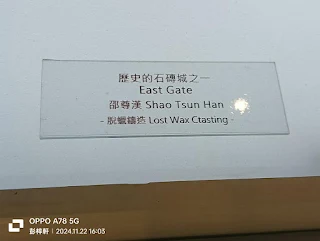 歷史的石磚城之一
East Gate
邵尊漢 Shao Tsun Han
- 脫蠟鑄造 Lost Wax Ctasting -
OPPO A78 5G
彭梓軒 | 2024.11.22 16:03